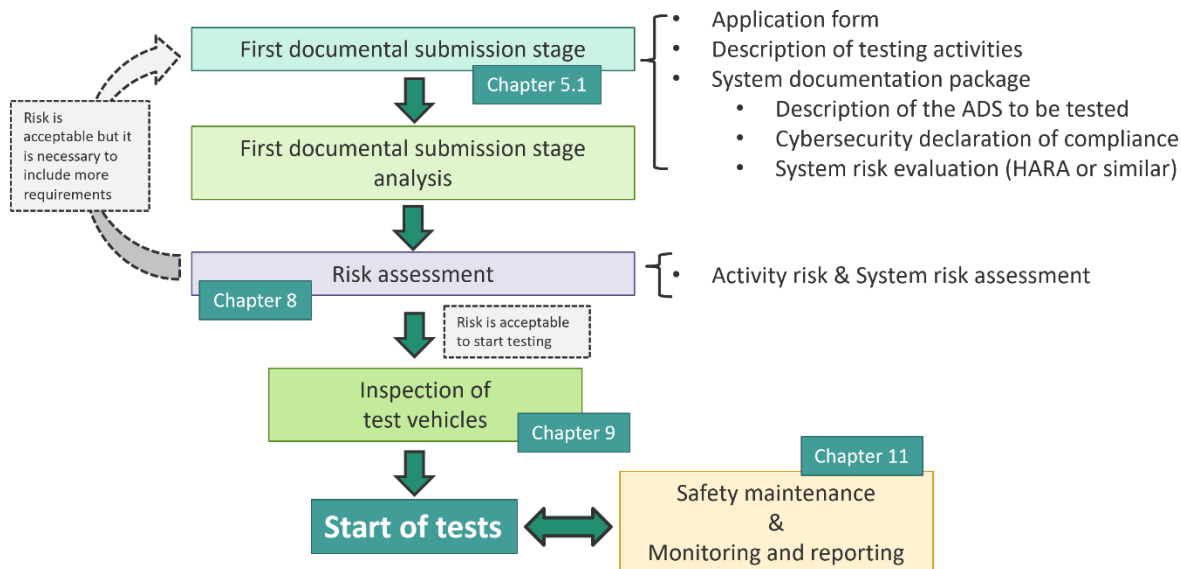 First documental submission stage
Chapter 5.1
• Application form
• Description of testing activities
• System documentation package
• Description of the ADS to be tested
• Cybersecurity declaration of compliance
• System risk evaluation (HARA or similar)
Risk is
acceptable but it
is necessary to
include more
requirements
First documental submission stage
analysis
Risk assessment
Chapter 8
• Activity risk & System risk assessment
Risk is acceptable
to start testing
Inspection of
test vehicles
Chapter 9
Start of tests
Chapter 11
Safety maintenance
&
Monitoring and reporting